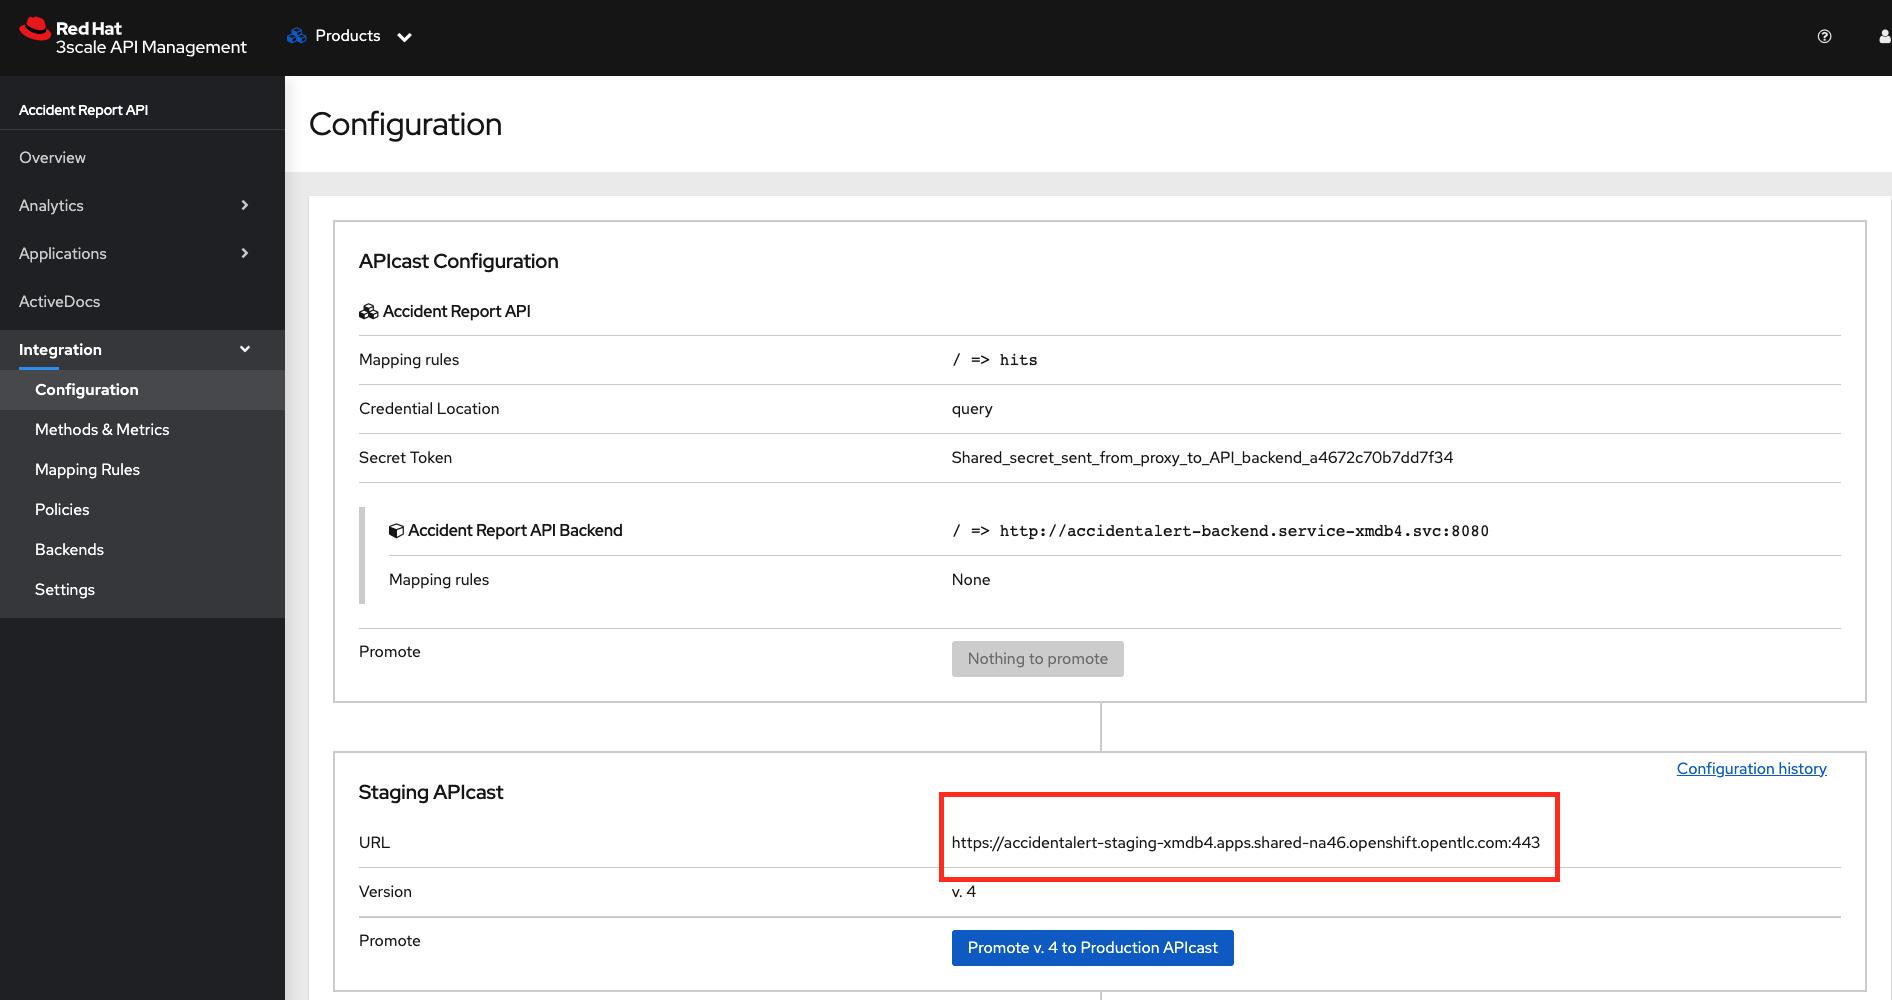 Red Hat
3scale API Management
Products
Accident Report API
Overview
Analytics
Applications
ActiveDocs
Integration
Configuration
Methods & Metrics
Mapping Rules
Policies
Backends
Settings
Configuration
APIcast Configuration
Accident Report API
Mapping rules / => hits
Credential Location query
Secret Token Shared_secret_sent_from_proxy_to_API_backend_a4672c70b7dd7f34
Accident Report API Backend / => http://accidentalert-backend.service-xmdb4.svc:8080
Mapping rules None
Promote Nothing to promote
Configuration history
Staging APIcast
URL https://accidentalert-staging-xmdb4.apps.shared-na46.openshift.opentlc.com:443
Version v. 4
Promote Promote v. 4 to Production APIcast